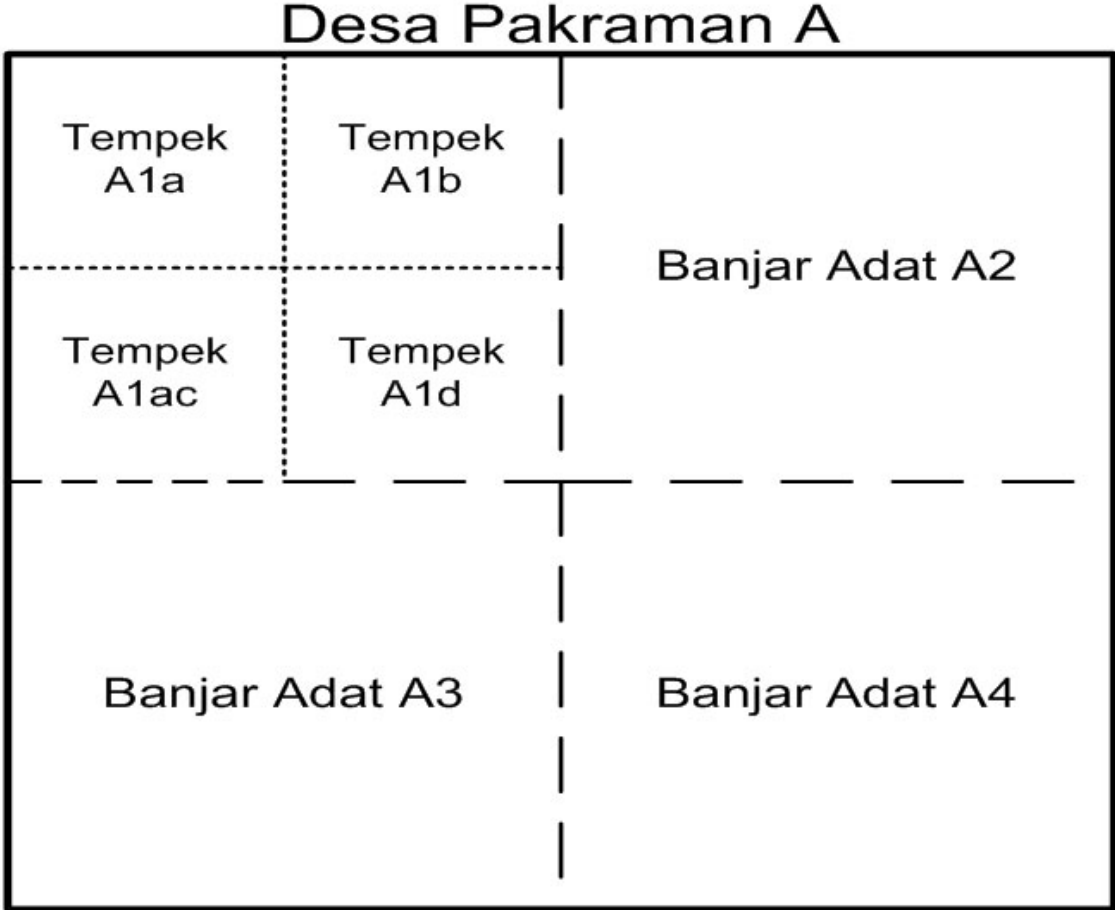 Desa Pakraman A
Tempek
A1a
Tempek
A1b
Banjar Adat A2
Tempek
A1ac
Tempek
A1d
Banjar Adat A3
Banjar Adat A4